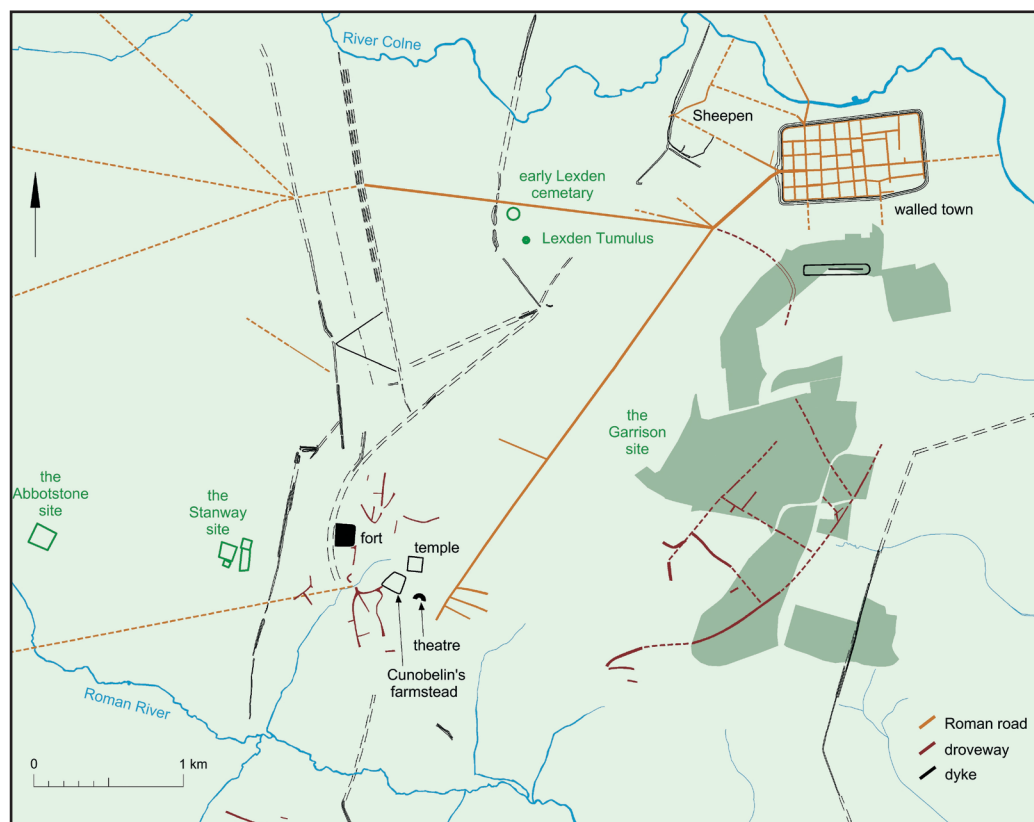 River Colne
Sheepen
early Lexden
cemetary
walled town
Lexden Tumulus
the
Garrison
site
the
Abbotstone
site
the
Stanway
site
fort
temple
theatre
Cunobelin's
farmstead
Roman River
Roman road
droveway
dyke
0
1 km